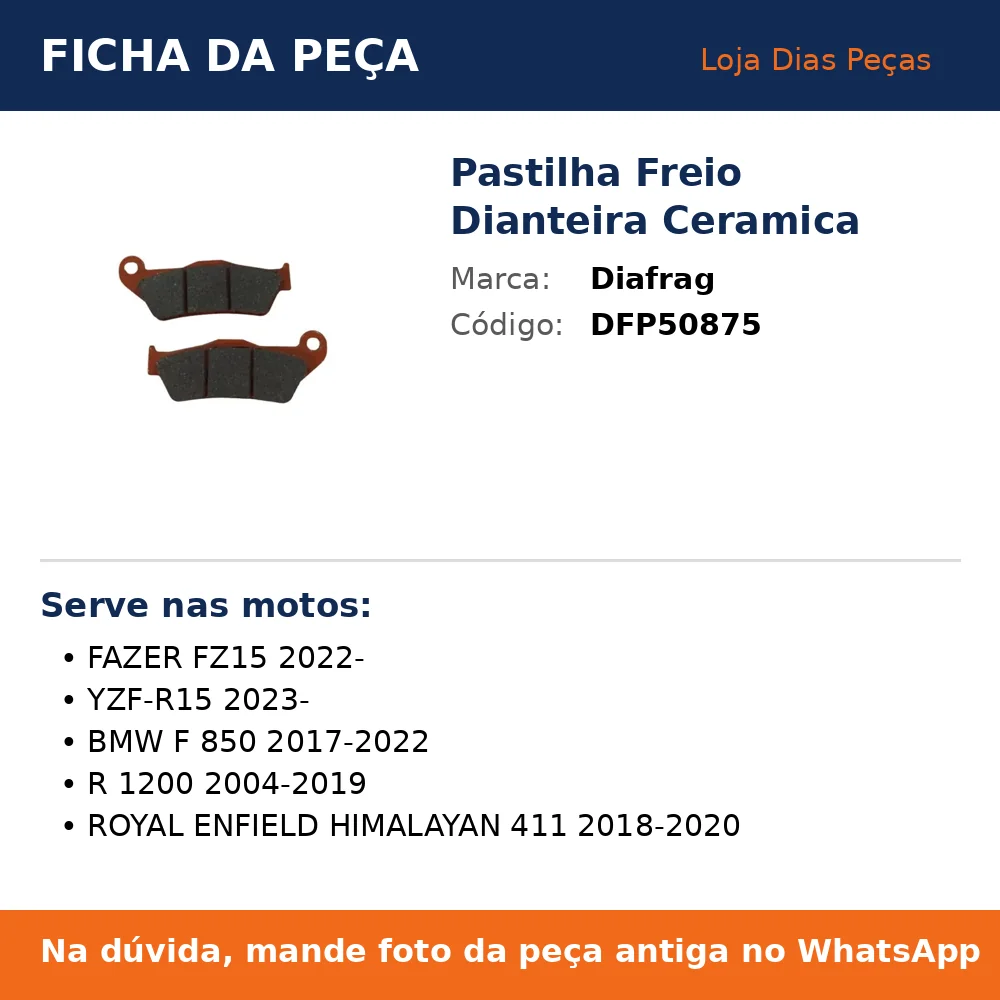 FICHA DA PEÇA
Loja Dias Peças
Pastilha Freio
Dianteira Ceramica
Marca: Diafrag
Código: DFP50875
Serve nas motos:
• FAZER FZ15 2022-
• YZF-R15 2023-
• BMW F 850 2017-2022
• R 1200 2004-2019
• ROYAL ENFIELD HIMALAYAN 411 2018-2020
Na dúvida, mande foto da peça antiga no WhatsApp